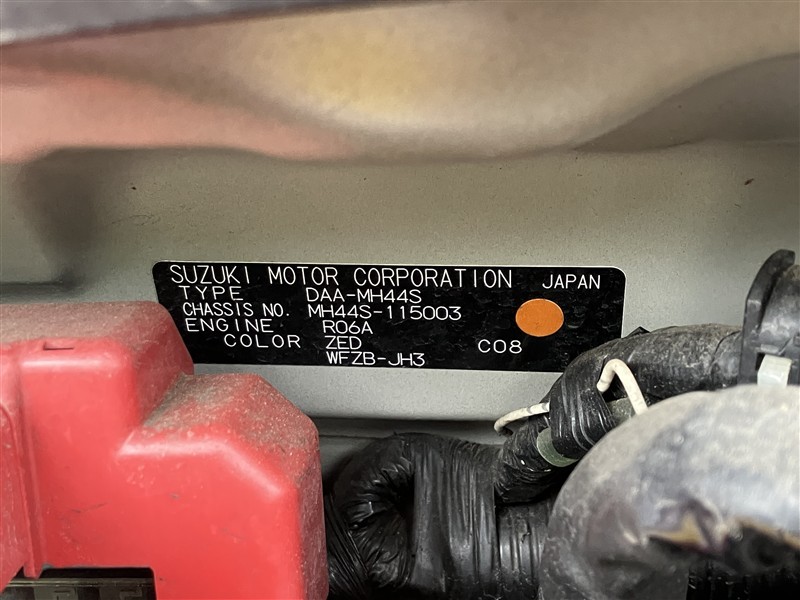 SUZUKI MOTOR CORPORATION JAPAN
TYPE DAA-MH44S
CHASSIS NO. MH44S-115003
ENGINE R06A
COLOR ZED C08
WFZB-JH3